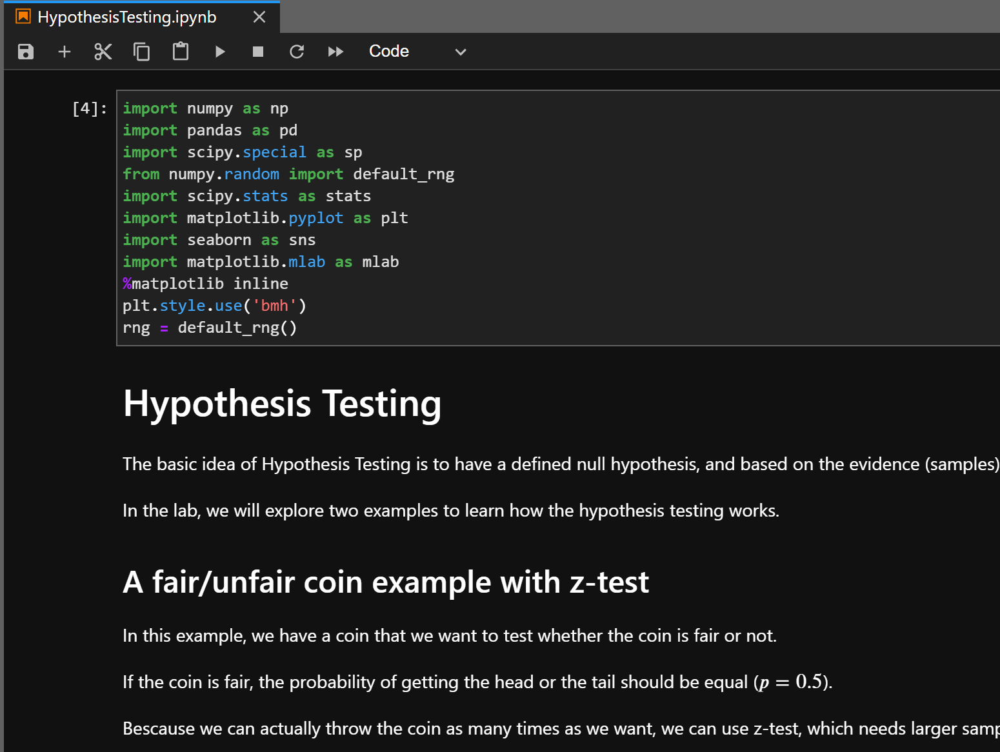 HypothesisTesting.ipynb
Code
[4]:
import numpy as np
import pandas as pd
import scipy.special as sp
from numpy.random import default_rng
import scipy.stats as stats
import matplotlib.pyplot as plt
import seaborn as sns
import matplotlib.mlab as mlab
%matplotlib inline
plt.style.use('bmh')
rng = default_rng()
Hypothesis Testing
The basic idea of Hypothesis Testing is to have a defined null hypothesis, and based on the evidence (samples)
In the lab, we will explore two examples to learn how the hypothesis testing works.
A fair/unfair coin example with z-test
In this example, we have a coin that we want to test whether the coin is fair or not.
If the coin is fair, the probability of getting the head or the tail should be equal (p = 0.5).
Bescause we can actually throw the coin as many times as we want, we can use z-test, which needs larger